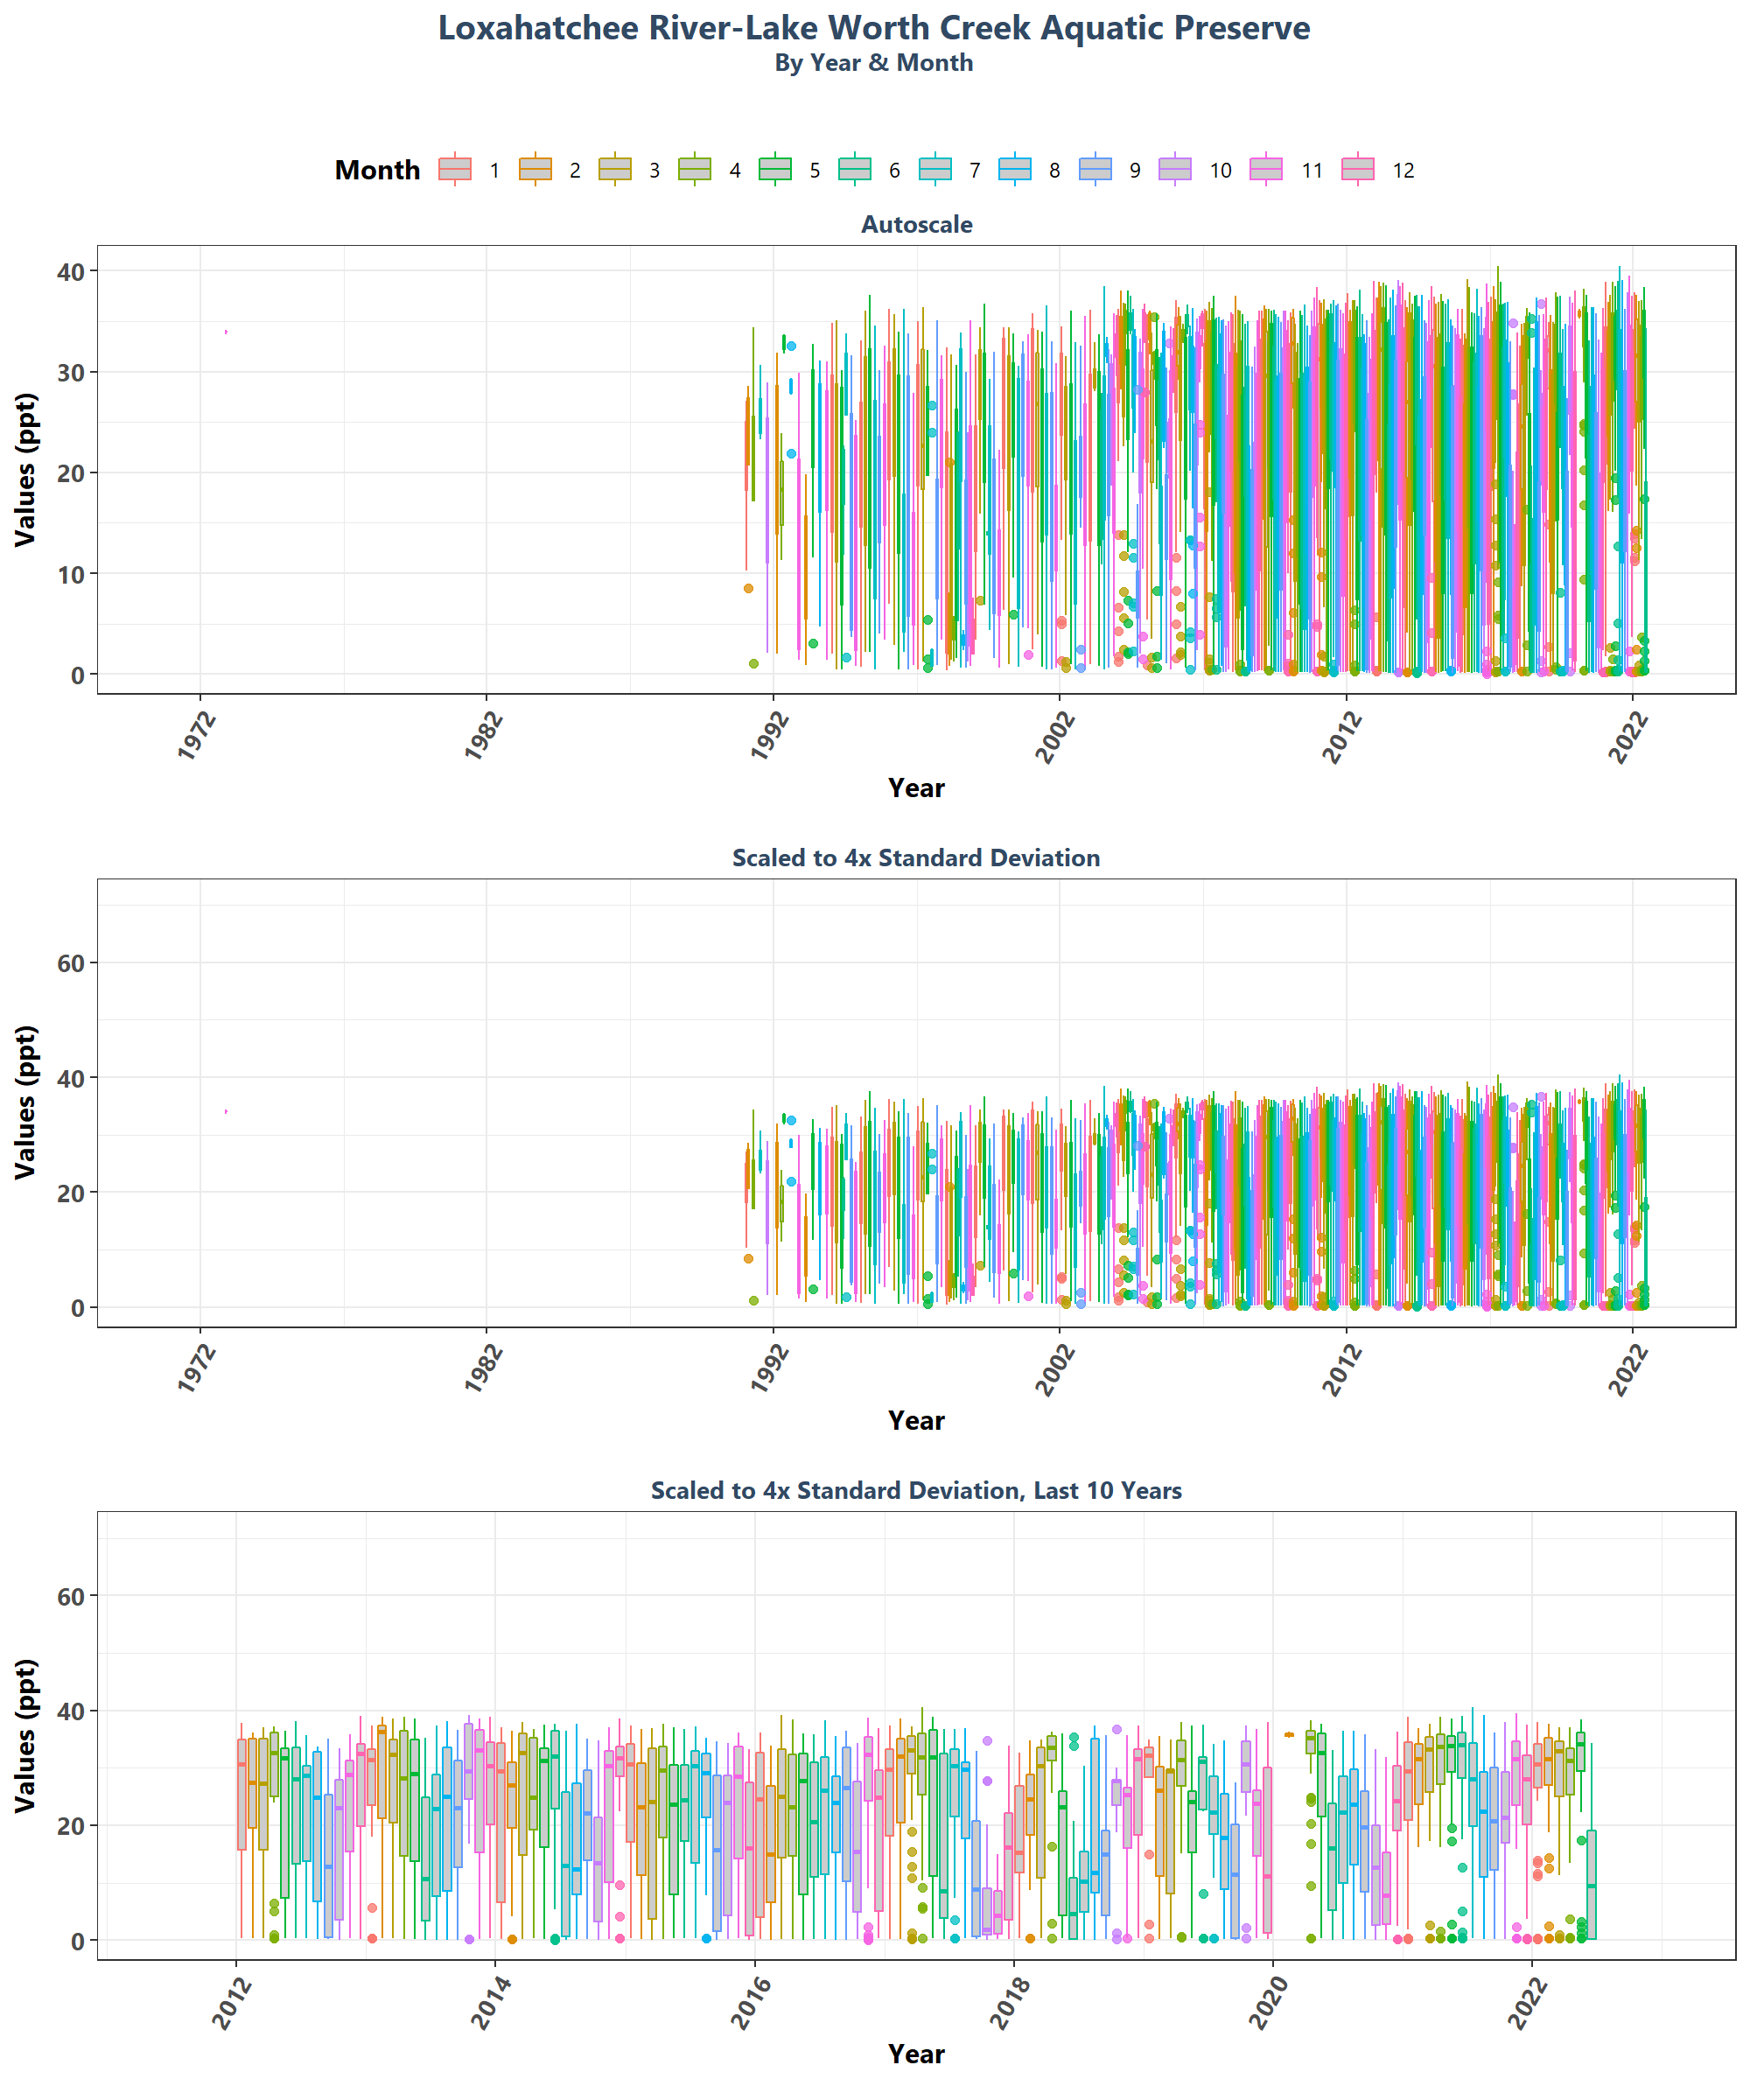 Loxahatchee River-Lake Worth Creek Aquatic Preserve
By Year & Month
Month 1 2 3 4 5 6 7 8 9 10 11 12
Autoscale
Values (ppt)
40
30
20
10
0
1972 1982 1992 2002 2012 2022
Year
Scaled to 4x Standard Deviation
Values (ppt)
60
40
20
0
1972 1982 1992 2002 2012 2022
Year
Scaled to 4x Standard Deviation, Last 10 Years
Values (ppt)
60
40
20
0
2012 2014 2016 2018 2020 2022
Year